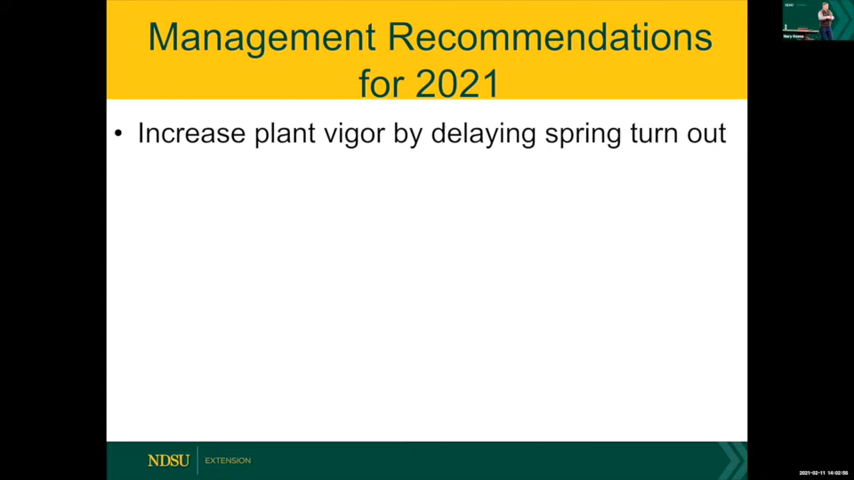 Management Recommendations
for 2021
• Increase plant vigor by delaying spring turn out
NDSU
EXTENSION
2021-02-11 14:02:56